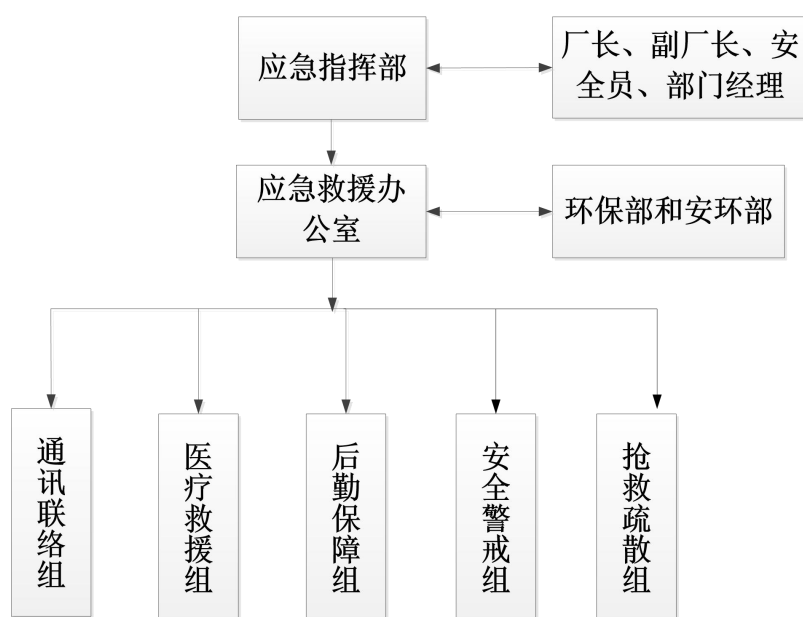 应急指挥部
厂长、副厂长、安
全员、部门经理
应急救援办
公室
环保部和安环部
通讯联络组
医疗救援组
后勤保障组
安全警戒组
抢救疏散组